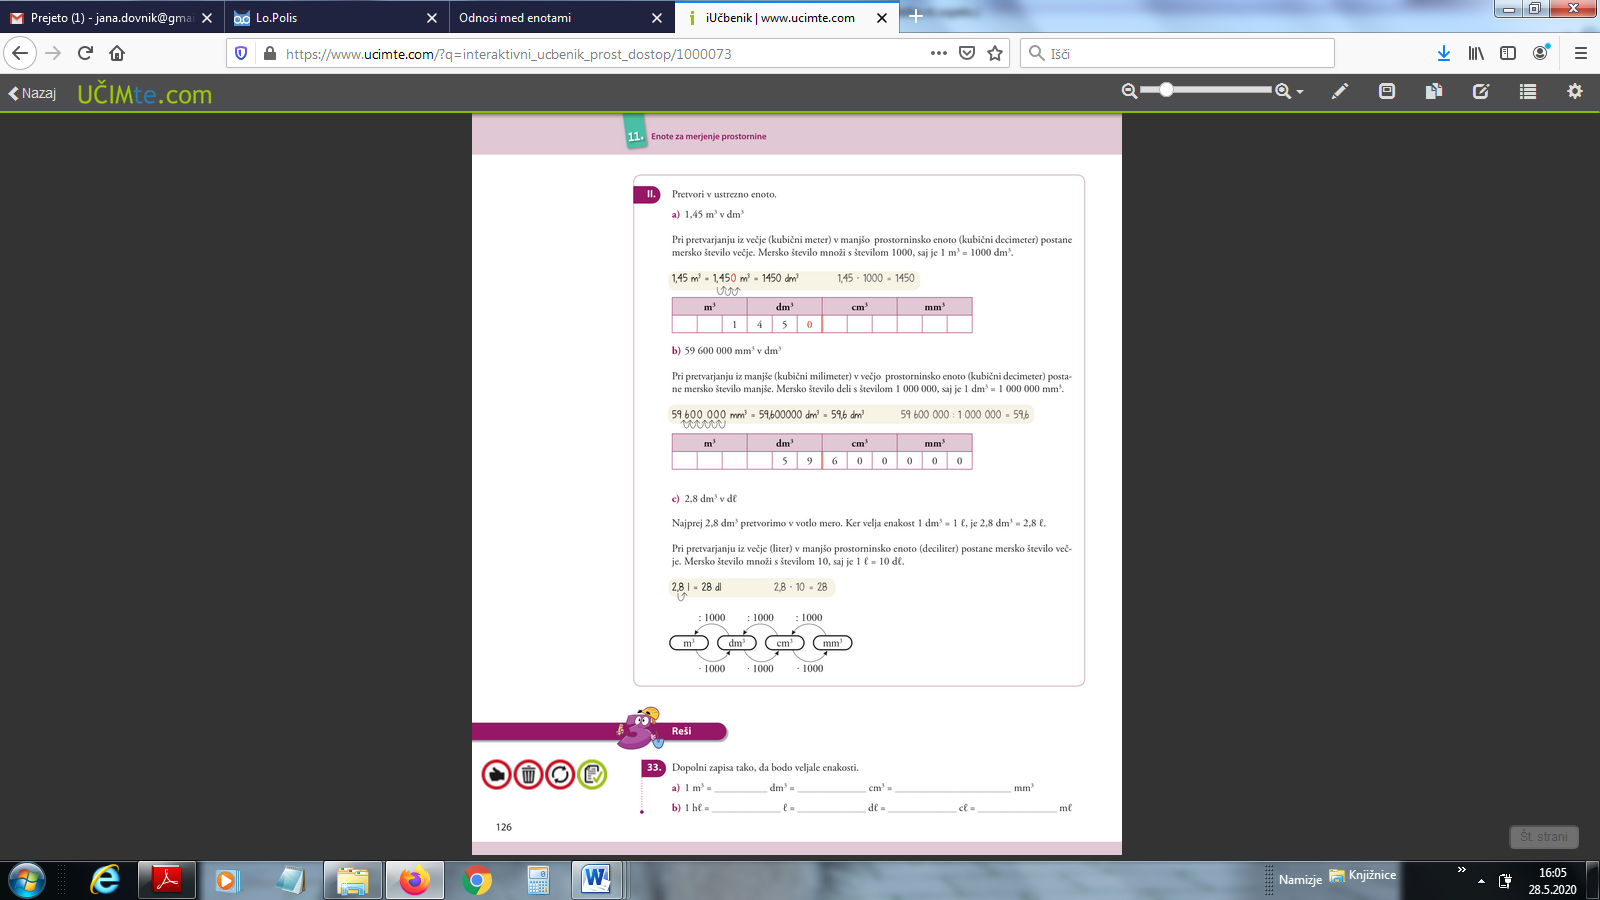 Prejeto (1) - jana.dovnik@gmai
Lo.Polis
Odnosi med enotami
iUčbenik | www.ucimte.com
https://www.ucimte.com/?q=interaktivni_ucbenik_prost_dostop/1000073
Išči
Nazaj
UČIMte.com
11. Enote za merjenje prostornine
II. Pretvori v ustrezno enoto.
a) 1,45 m³ v dm³
Pri pretvarjanju iz večje (kubični meter) v manjšo prostorninsko enoto (kubični decimeter) postane
mersko število večje. Mersko število množi s številom 1000, saj je 1 m³ = 1000 dm³.
1,45 m³ = 1,450 m³ = 1450 dm³ 1,45 · 1000 = 1450
m³ dm³ cm³ mm³
1 4 5 0
b) 59 600 000 mm³ v dm³
Pri pretvarjanju iz manjše (kubični milimeter) v večjo prostorninsko enoto (kubični decimeter) posta-
ne mersko število manjše. Mersko število deli s številom 1 000 000, saj je 1 dm³ = 1 000 000 mm³.
59 600 000 mm³ = 59,600000 dm³ = 59,6 dm³ 59 600 000 : 1 000 000 = 59,6
m³ dm³ cm³ mm³
5 9 6 0 0 0 0 0
c) 2,8 dm³ v dℓ
Najprej 2,8 dm³ pretvorimo v votlo mero. Ker velja enakost 1 dm³ = 1 ℓ, je 2,8 dm³ = 2,8 ℓ.
Pri pretvarjanju iz večje (liter) v manjšo prostorninsko enoto (deciliter) postane mersko število več-
je. Mersko število množi s številom 10, saj je 1 ℓ = 10 dℓ.
2,8 l = 28 dl 2,8 · 10 = 28
: 1000 : 1000 : 1000
m³ dm³ cm³ mm³
· 1000 · 1000 · 1000
3 Reši
33. Dopolni zapisa tako, da bodo veljale enakosti.
a) 1 m³ = __________ dm³ = __________ cm³ = __________ mm³
b) 1 hℓ = __________ ℓ = __________ dℓ = __________ cℓ = __________ mℓ
126
Št. strani
Namizje
Knjižnice
16:05
28.5.2020